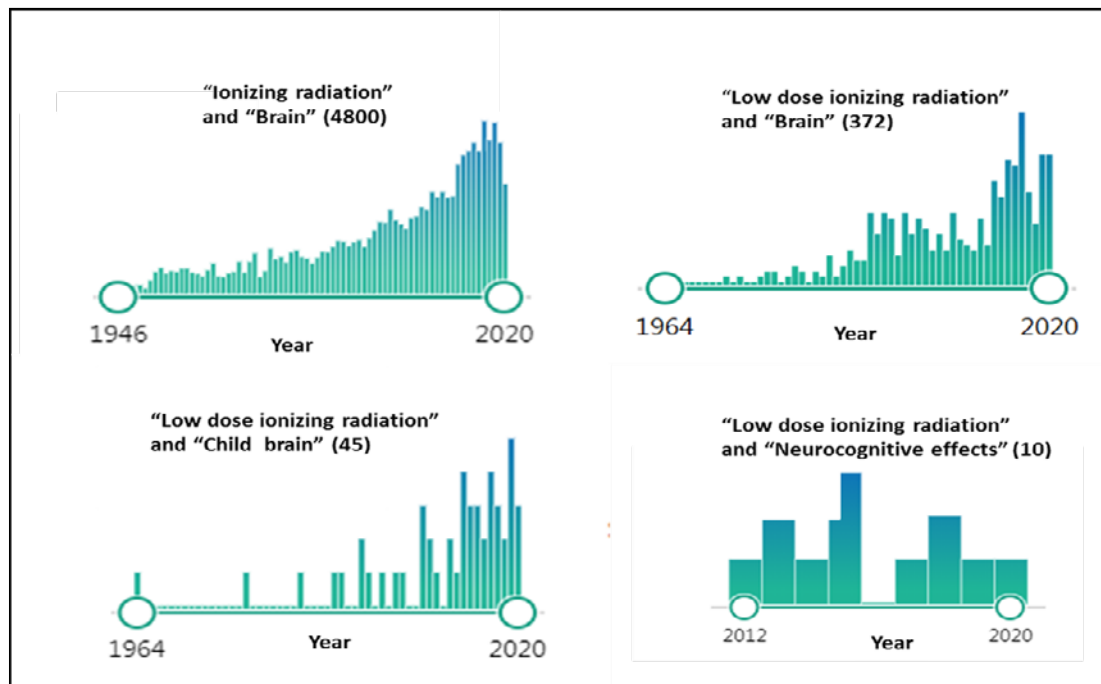 “Ionizing radiation”
and “Brain” (4800)
1946
Year
2020
“Low dose ionizing radiation”
and “Brain” (372)
1964
Year
2020
“Low dose ionizing radiation”
and “Child brain” (45)
1964
Year
2020
“Low dose ionizing radiation”
and “Neurocognitive effects” (10)
2012
Year
2020